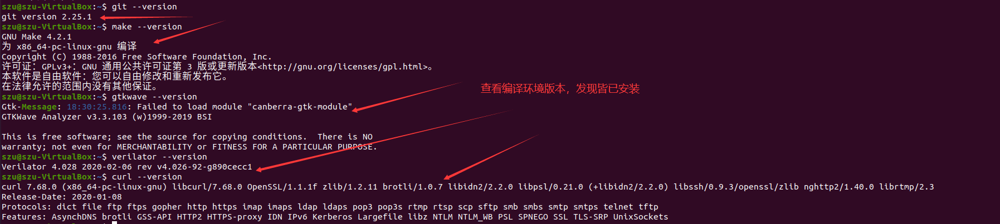 szu@szu-VirtualBox:~$ git --version
git version 2.25.1
szu@szu-VirtualBox:~$ make --version
GNU Make 4.2.1
为 x86_64-pc-linux-gnu 编译
Copyright (C) 1988-2016 Free Software Foundation, Inc.
许可证：GPLv3+：GNU 通用公共许可证第 3 版或更新版本<http://gnu.org/licenses/gpl.html>。
本软件是自由软件：您可以自由修改和重新发布它。
在法律允许的范围内没有其他保证。
查看编译环境版本，发现皆已安装
szu@szu-VirtualBox:~$ gtkwave --version
Gtk-Message: 18:30:25.816: Failed to load module "canberra-gtk-module"
GTKWave Analyzer v3.3.103 (w)1999-2019 BSI
This is free software; see the source for copying conditions.  There is NO
warranty; not even for MERCHANTABILITY or FITNESS FOR A PARTICULAR PURPOSE.
szu@szu-VirtualBox:~$ verilator --version
Verilator 4.028 2020-02-06 rev v4.026-92-g890cecc1
szu@szu-VirtualBox:~$ curl --version
curl 7.68.0 (x86_64-pc-linux-gnu) libcurl/7.68.0 OpenSSL/1.1.1f zlib/1.2.11 brotli/1.0.7 libidn2/2.2.0 libpsl/0.21.0 (+libidn2/2.2.0) libssh/0.9.3/openssl/zlib nghttp2/1.40.0 librtmp/2.3
Release-Date: 2020-01-08
Protocols: dict file ftp ftps gopher http https imap imaps ldap ldaps pop3 pop3s rtmp rtsp scp sftp smb smbs smtp smtps telnet tftp
Features: AsynchDNS brotli GSS-API HTTP2 HTTPS-proxy IDN IPv6 Kerberos Largefile libz NTLM NTLM_WB PSL SPNEGO SSL TLS-SRP UnixSockets